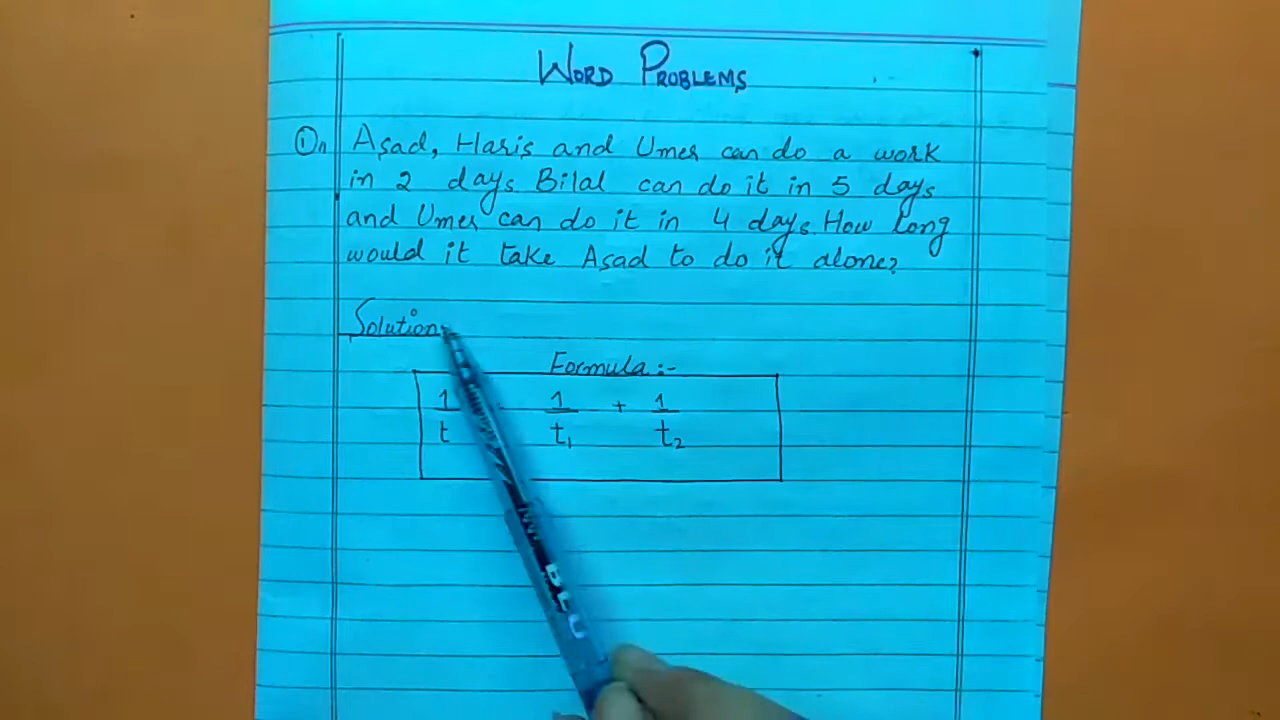 WORD PROBLEMS
① Asad, Haris and Umer can do a work
in 2 days. Bilal can do it in 5 days
and Umer can do it in 4 days. How long
would it take Asad to do it alone?
Solution
Formula:-
1/t 1/t₁ + 1/t₂
BLU